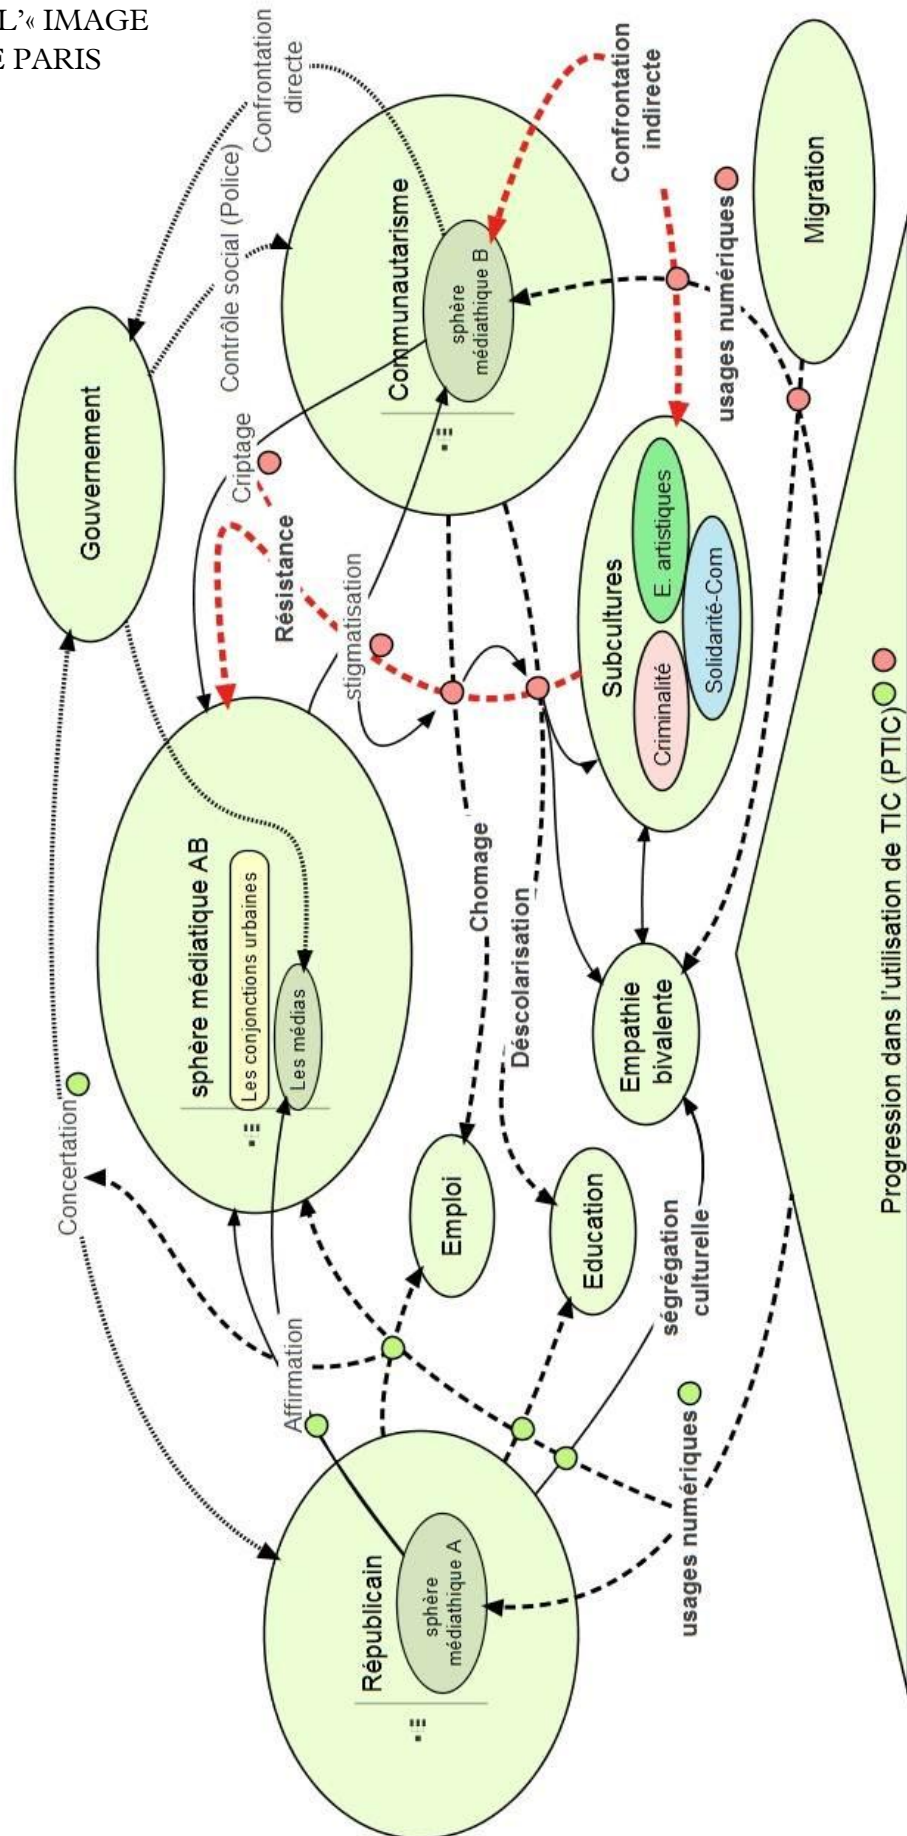 L'« IMAGE
E PARIS
Gouvernement
Concertation
Contrôle social (Police)
Confrontation
directe
sphère médiatique AB
Les conjonctions urbaines
Les médias
Criptage
Résistance
stigmatisation
Communautarisme
sphère
médiathique B
Confrontation
indirecte
Affirmation
Républicain
sphère
médiathique A
Emploi
Education
Chomage
Déscolarisation
Subcultures
Criminalité
E. artistiques
Solidarité-Com
usages numériques
Migration
Empathie
bivalente
ségrégation
culturelle
usages numériques
Progression dans l'utilisation de TIC (PTIC)